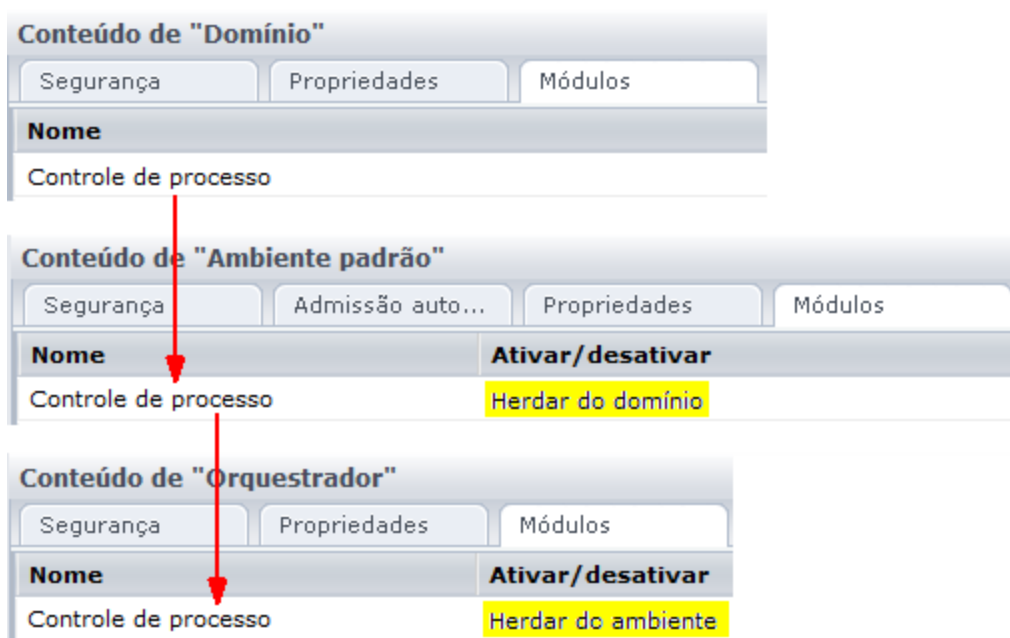 Conteúdo de "Domínio"
Segurança Propriedades Módulos
Nome
Controle de processo
Conteúdo de "Ambiente padrão"
Segurança Admissão auto... Propriedades Módulos
Nome Ativar/desativar
Controle de processo Herdar do domínio
Conteúdo de "Orquestrador"
Segurança Propriedades Módulos
Nome Ativar/desativar
Controle de processo Herdar do ambiente